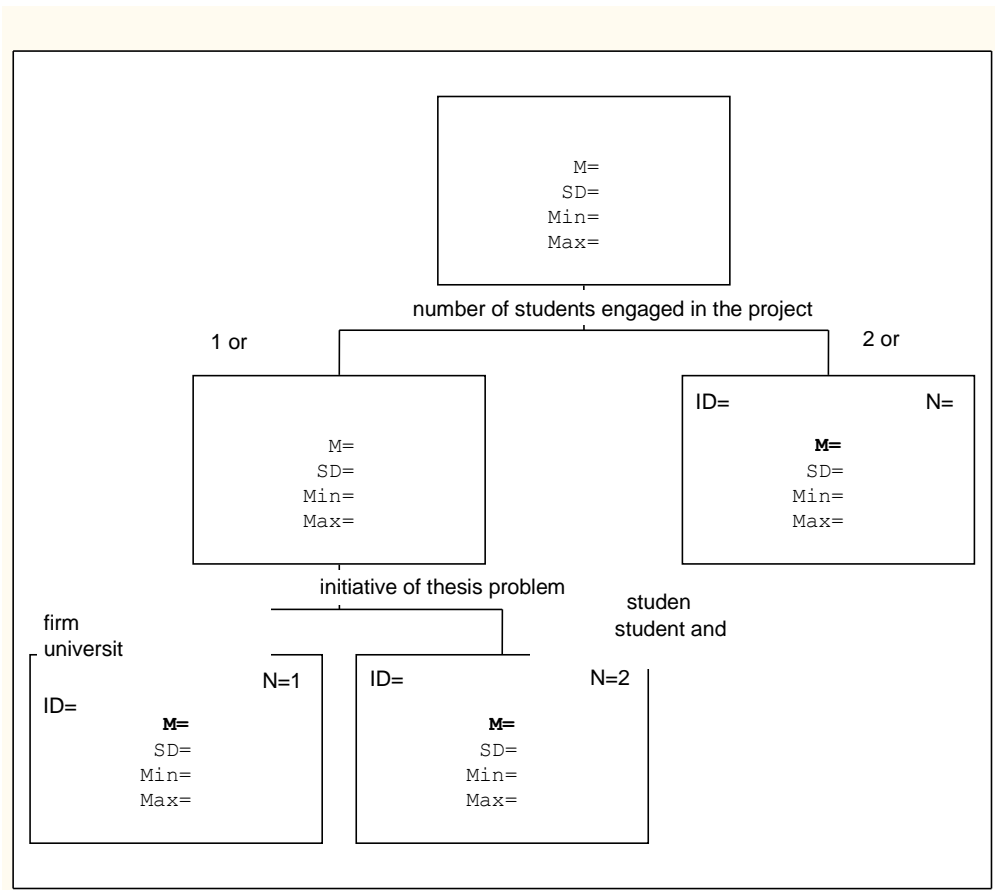 M=
SD=
Min=
Max=
number of students engaged in the project
1 or
2 or
M=
SD=
Min=
Max=
ID= N=
M=
SD=
Min=
Max=
initiative of thesis problem
firm
universit
studen
student and
N=1
ID=
M=
SD=
Min=
Max=
ID= N=2
M=
SD=
Min=
Max=